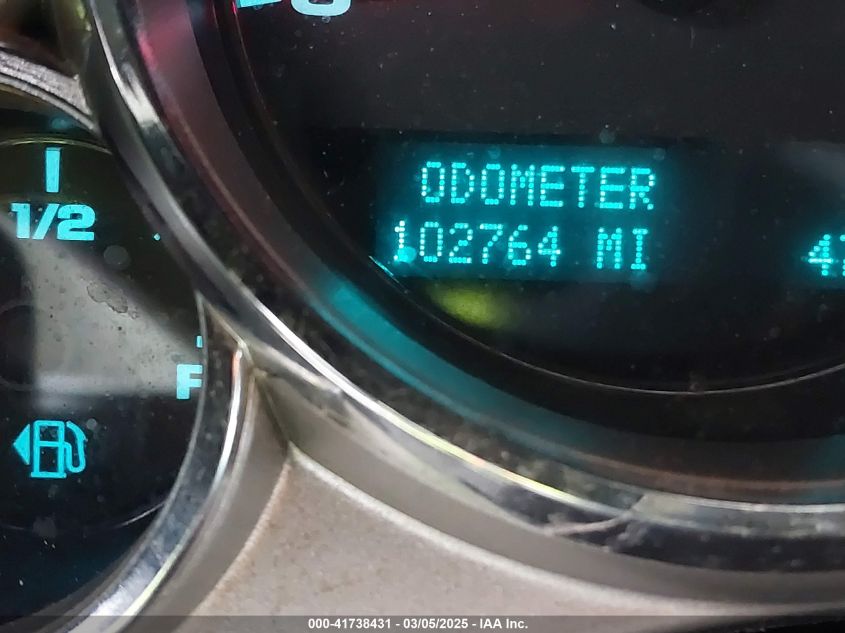 ODOMETER
102764 MI
1/2
F
000-41738431 - 03/05/2025 - IAA Inc.